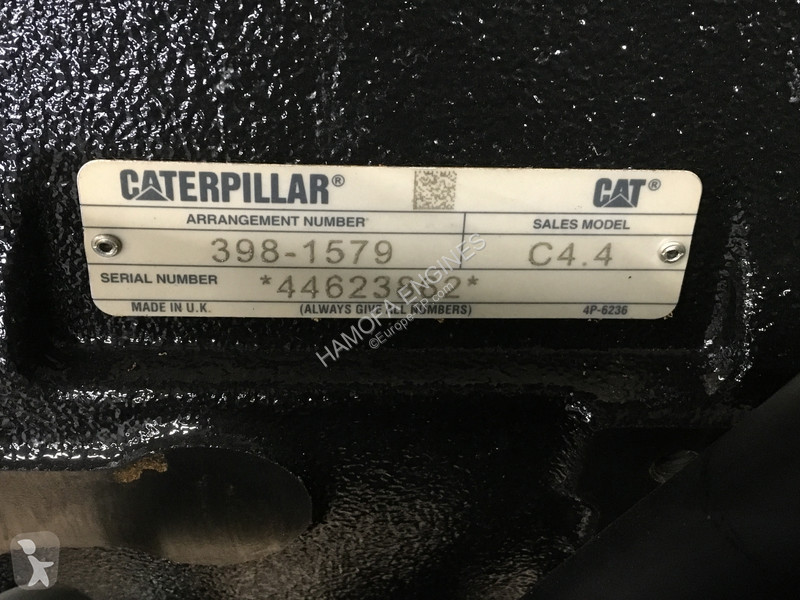 CATERPILLAR® CAT®
ARRANGEMENT NUMBER SALES MODEL
398-1579 C4.4
SERIAL NUMBER
MADE IN U.K. (ALWAYS GIVE ALL NUMBERS) 4P-6236
HAMOFA ENGINES